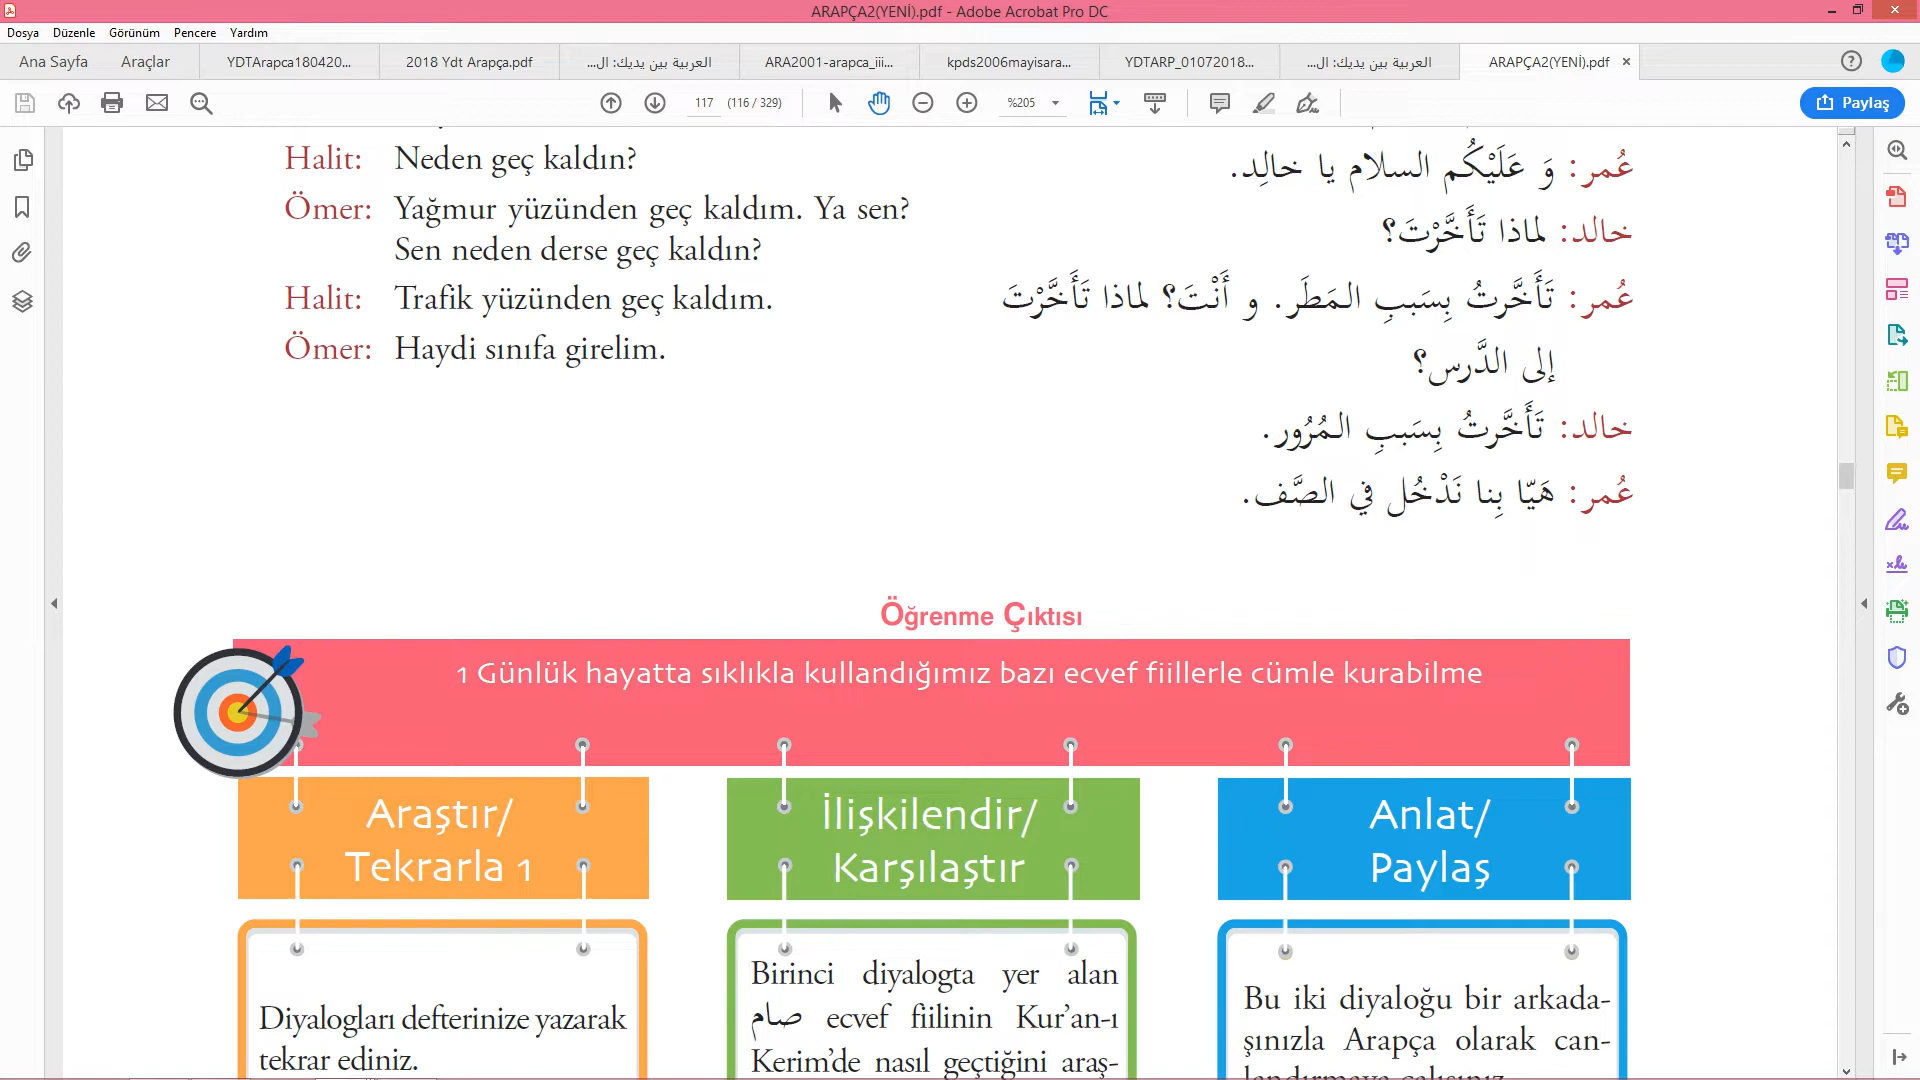 ARAPÇA2(YENİ).pdf - Adobe Acrobat Pro DC
Dosya Düzenle Görünüm Pencere Yardım
Ana Sayfa Araçlar YDTArapca180420... 2018 Ydt Arapça.pdf العربية بين يديك: ال... ARA2001-arapca_iii... kpds2006mayisara... YDTARP_01072018... العربية بين يديك: ال... ARAPÇA2(YENİ).pdf ×
117 (116 / 329) %205 Paylaş
Halit: Neden geç kaldın?
Ömer: Yağmur yüzünden geç kaldım. Ya sen?
Sen neden derse geç kaldın?
Halit: Trafik yüzünden geç kaldım.
Ömer: Haydi sınıfa girelim.
عُمر: وَ عَلَيْكُم السلام يا خالِد.
خالد: لماذا تَأَخَّرْتَ؟
عُمر: تَأَخَّرتُ بِسَببِ المَطَر. و أَنْتَ؟ لماذا تَأَخَّرْتَ
إلى الدَّرس؟
خالد: تَأَخَّرتُ بِسَببِ المُرُور.
عُمر: هَيّا بِنا نَدْخُل في الصَّف.
Öğrenme Çıktısı
1 Günlük hayatta sıklıkla kullandığımız bazı ecvef fiillerle cümle kurabilme
Araştır/
Tekrarla 1
Diyalogları defterinize yazarak
tekrar ediniz.
İlişkilendir/
Karşılaştır
Birinci diyalogta yer alan
صام ecvef fiilinin Kur’an-ı
Kerim’de nasıl geçtiğini araş-
Anlat/
Paylaş
Bu iki diyaloğu bir arkada-
şınızla Arapça olarak can-
landırmaya çalışınız.